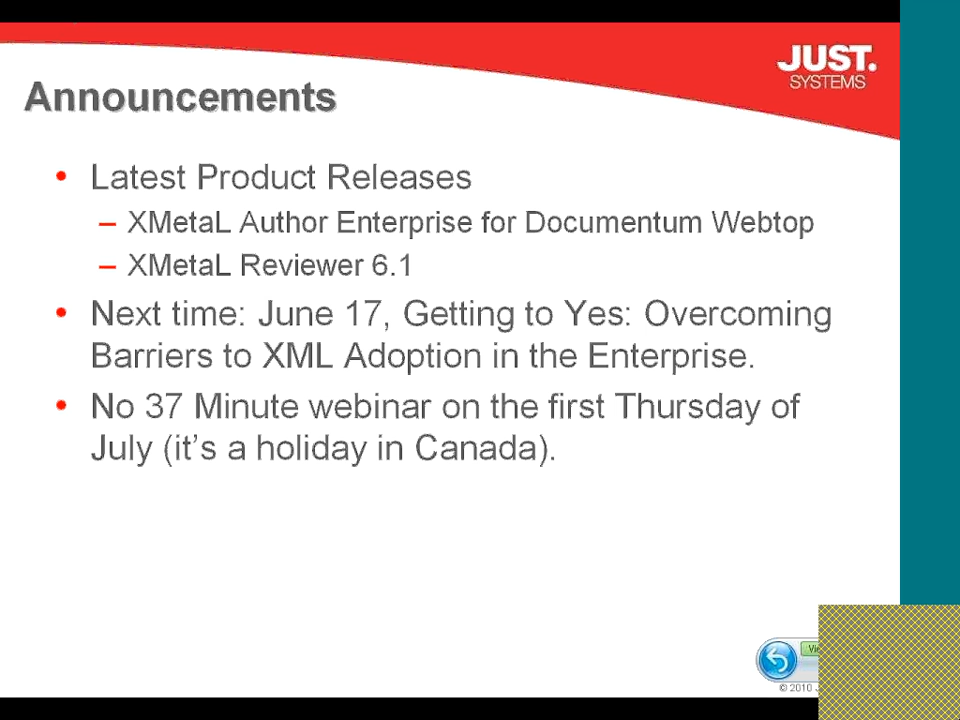 JUST.
SYSTEMS
Announcements
• Latest Product Releases
– XMetaL Author Enterprise for Documentum Webtop
– XMetaL Reviewer 6.1
• Next time: June 17, Getting to Yes: Overcoming
Barriers to XML Adoption in the Enterprise.
• No 37 Minute webinar on the first Thursday of
July (it's a holiday in Canada).
© 2010